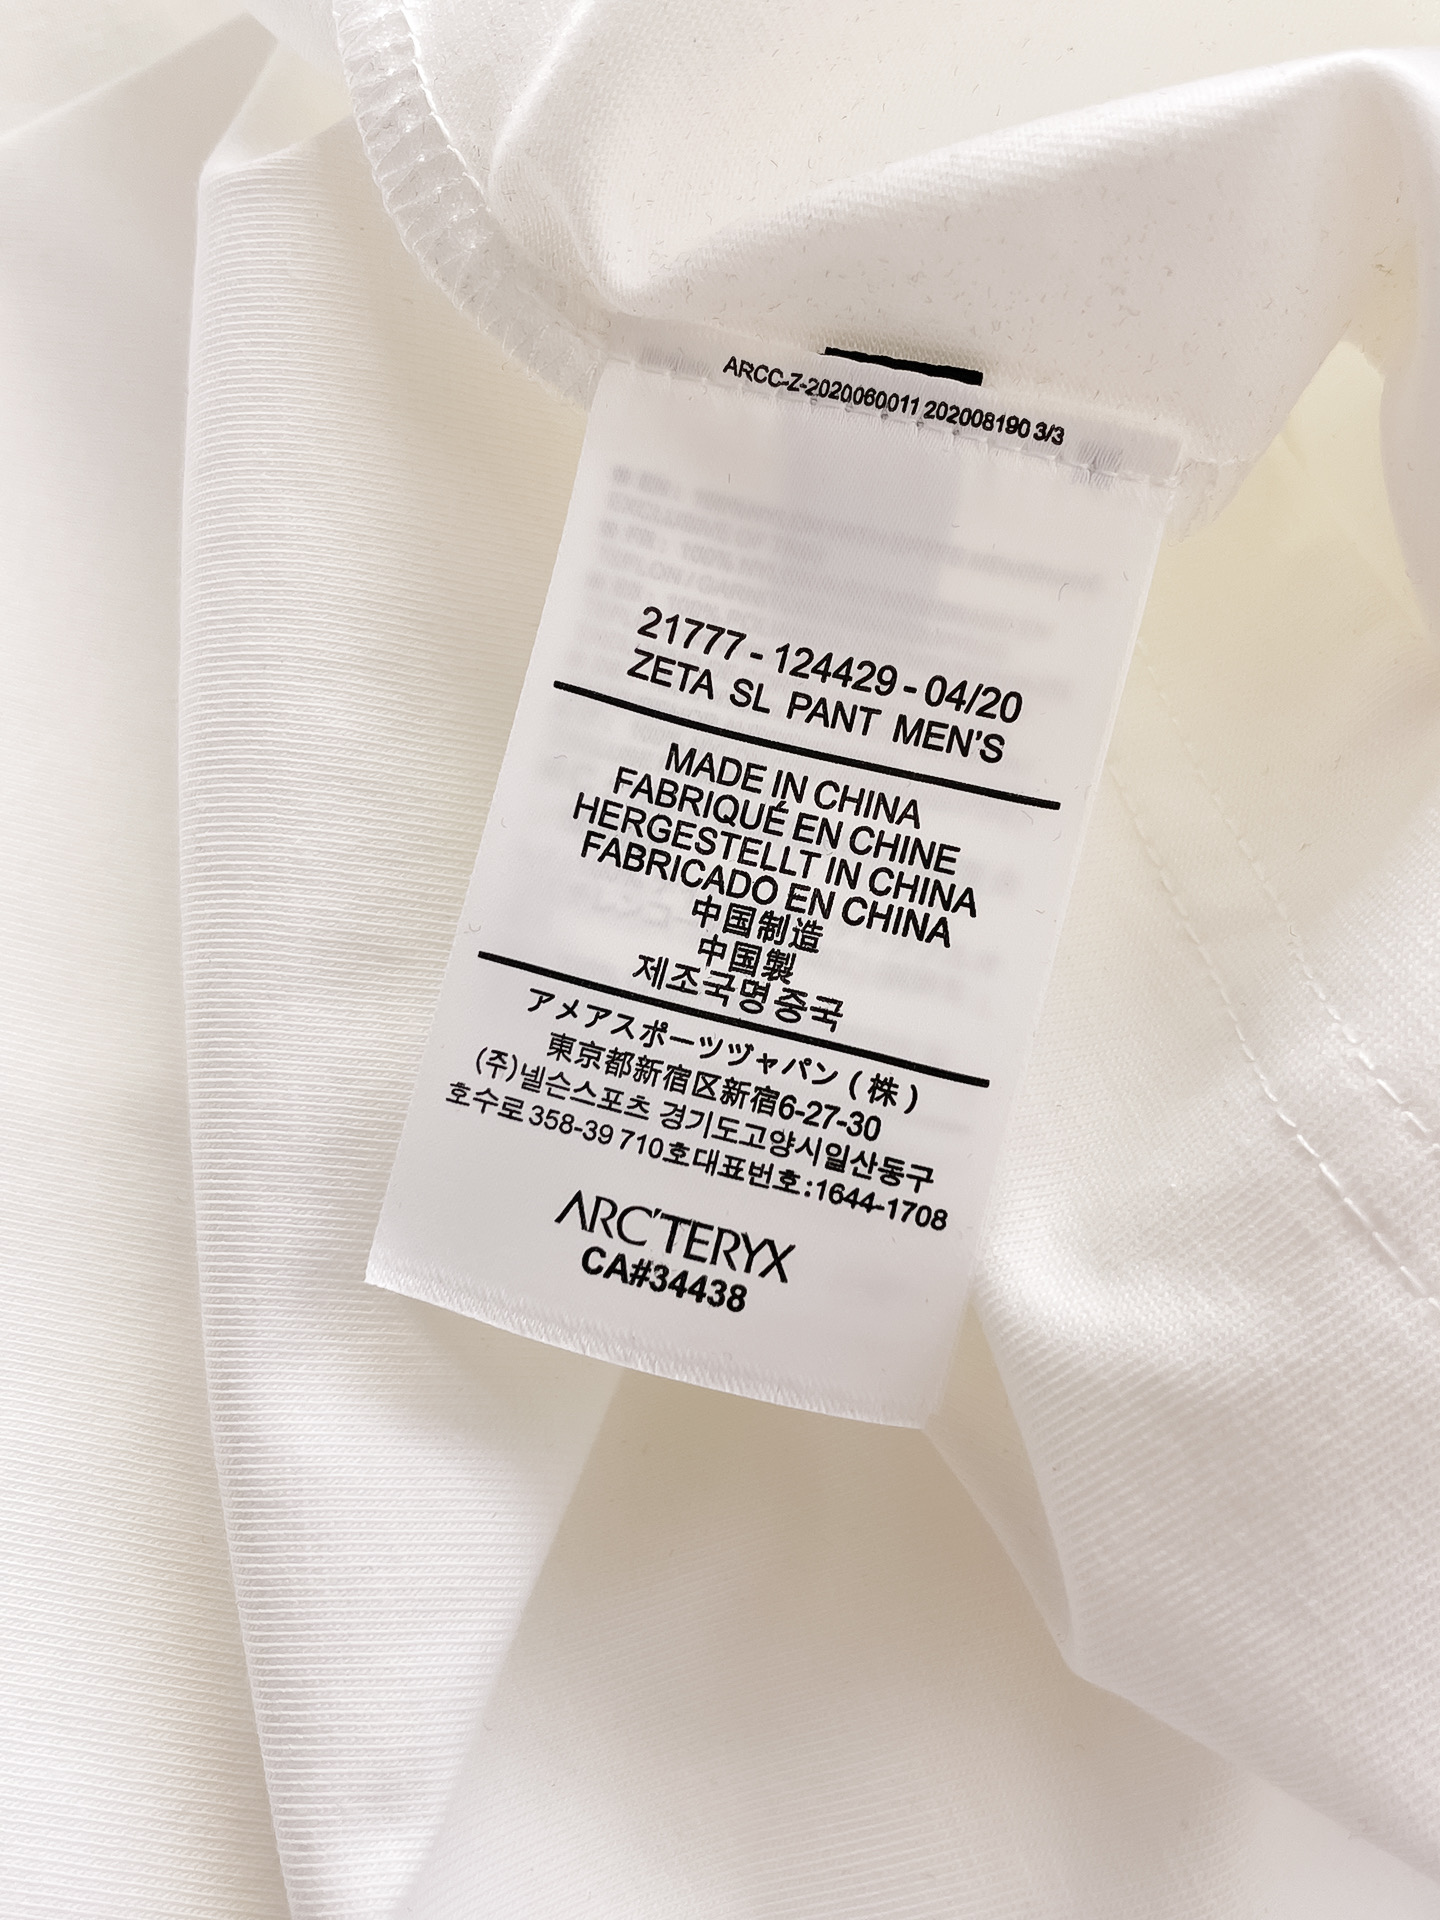 ARCC-Z-2020060011 202008190 3/3
21777 - 124429 - 04/20
ZETA SL PANT MEN'S
MADE IN CHINA
FABRIQUÉ EN CHINE
HERGESTELLT IN CHINA
FABRICADO EN CHINA
中国制造
中国製
제조국명중국
アメアスポーツヅャパン (株)
東京都新宿区新宿6-27-30
(주)넬슨스포츠 경기도고양시일산동구
호수로 358-39 710호대표번호:1644-1708
ARC'TERYX
CA#34438